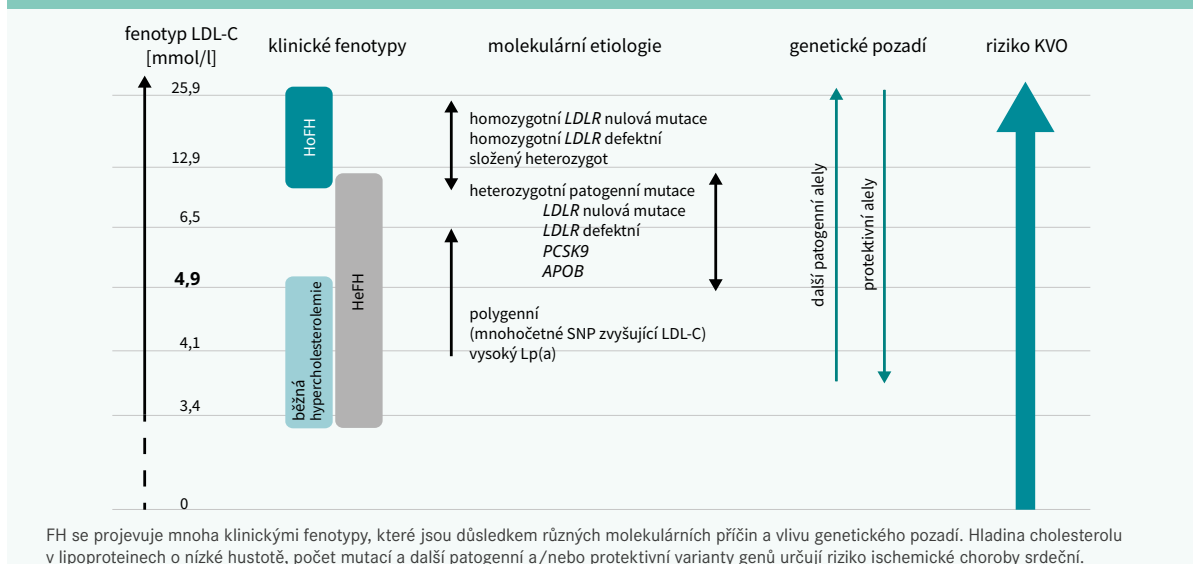 fenotyp LDL-C
[mmol/l]
klinické fenotypy
molekulární etiologie
genetické pozadí
riziko KVO
25,9
12,9
6,5
4,9
4,1
3,4
0
HoFH
HeFH
běžná
hypercholesterolemie
homozygotní LDLR nulová mutace
homozygotní LDLR defektní
složený heterozygot
heterozygotní patogenní mutace
LDLR nulová mutace
LDLR defektní
PCSK9
APOB
polygenní
(mnohočetné SNP zvyšující LDL-C)
vysoký Lp(a)
další patogenní alely
protektivní alely
FH se projevuje mnoha klinickými fenotypy, které jsou důsledkem různých molekulárních příčin a vlivu genetického pozadí. Hladina cholesterolu
v lipoproteinech o nízké hustotě, počet mutací a další patogenní a/nebo protektivní varianty genů určují riziko ischemické choroby srdeční.